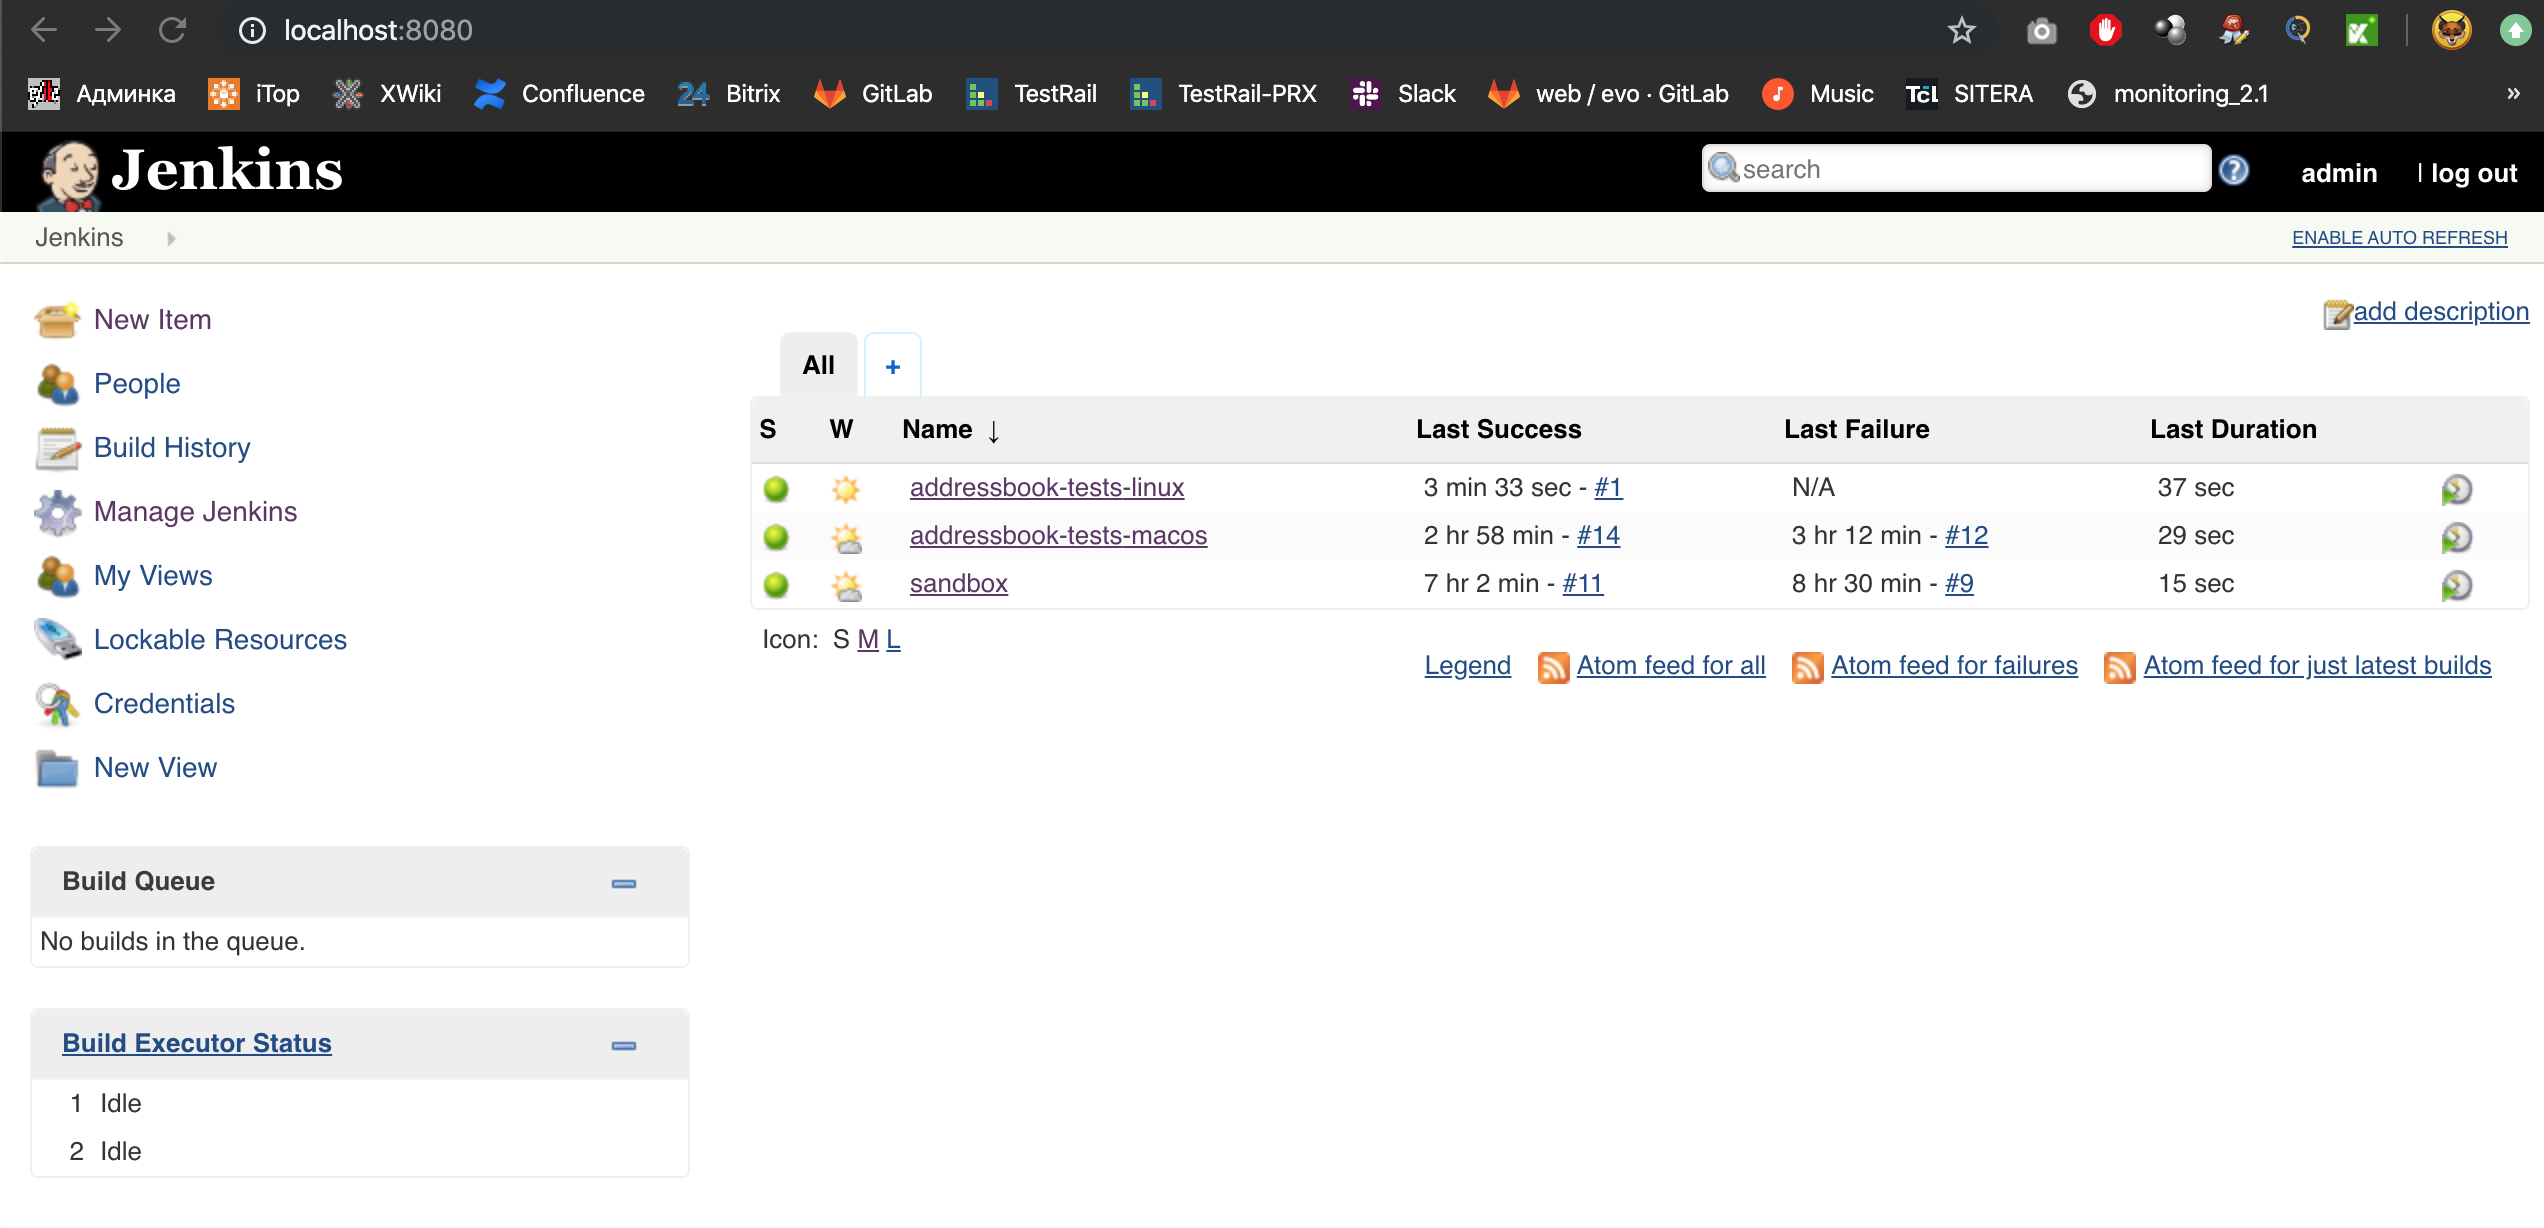 localhost:8080
Админка iTop XWiki Confluence 24 Bitrix GitLab TestRail TestRail-PRX Slack web / evo · GitLab Music TCL SITERA monitoring_2.1 »
Jenkins search ? admin | log out
Jenkins ENABLE AUTO REFRESH
New Item
People
Build History
Manage Jenkins
My Views
Lockable Resources
Credentials
New View
Build Queue
No builds in the queue.
Build Executor Status
1 Idle
2 Idle
add description
All +
S W Name ↓ Last Success Last Failure Last Duration
addressbook-tests-linux 3 min 33 sec - #1 N/A 37 sec
addressbook-tests-macos 2 hr 58 min - #14 3 hr 12 min - #12 29 sec
sandbox 7 hr 2 min - #11 8 hr 30 min - #9 15 sec
Icon: S M L
Legend Atom feed for all Atom feed for failures Atom feed for just latest builds